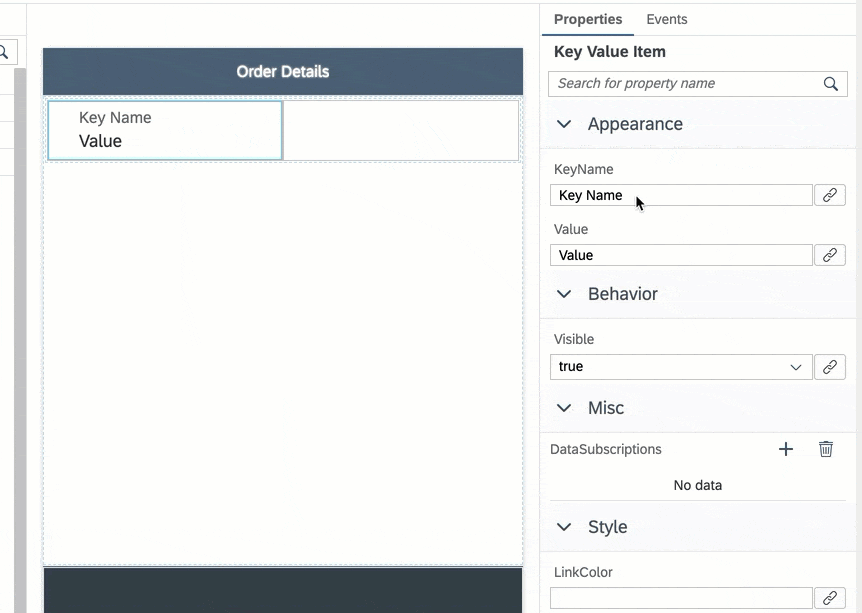 Order Details
Key Name
Value
Properties Events
Key Value Item
Search for property name
Appearance
KeyName
Key Name
Value
Value
Behavior
Visible
true
Misc
DataSubscriptions
No data
Style
LinkColor